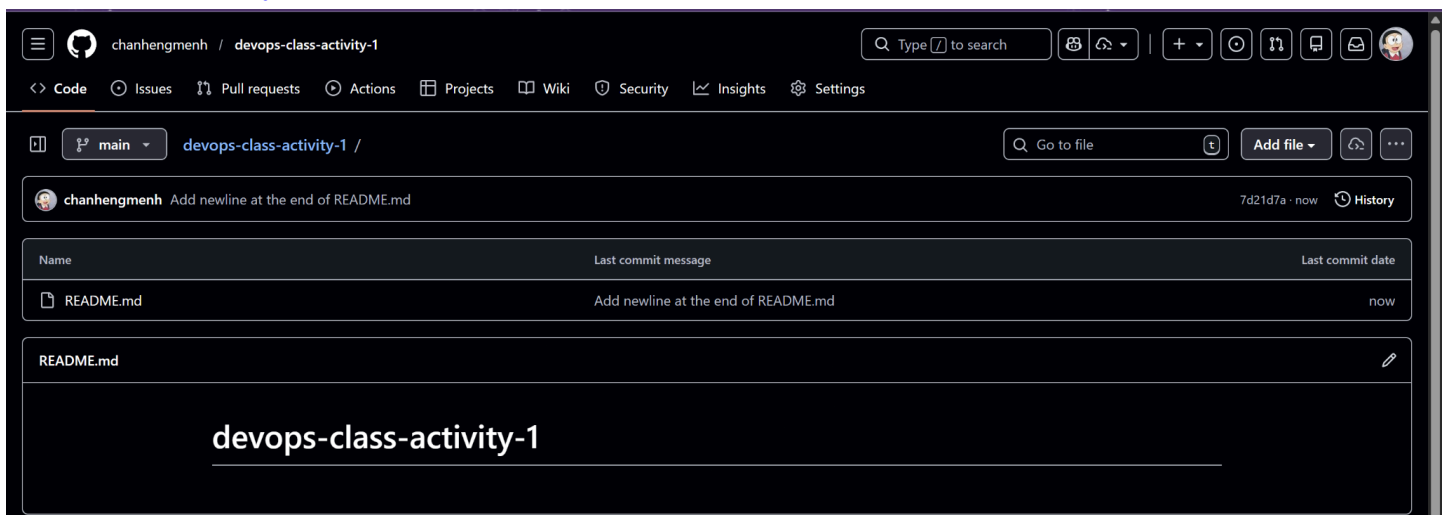 chanhengmenh / devops-class-activity-1 Type / to search
Code Issues Pull requests Actions Projects Wiki Security Insights Settings
main devops-class-activity-1 / Go to file t Add file
chanhengmenh Add newline at the end of README.md 7d21d7a · now History
Name Last commit message Last commit date
README.md Add newline at the end of README.md now
README.md
devops-class-activity-1